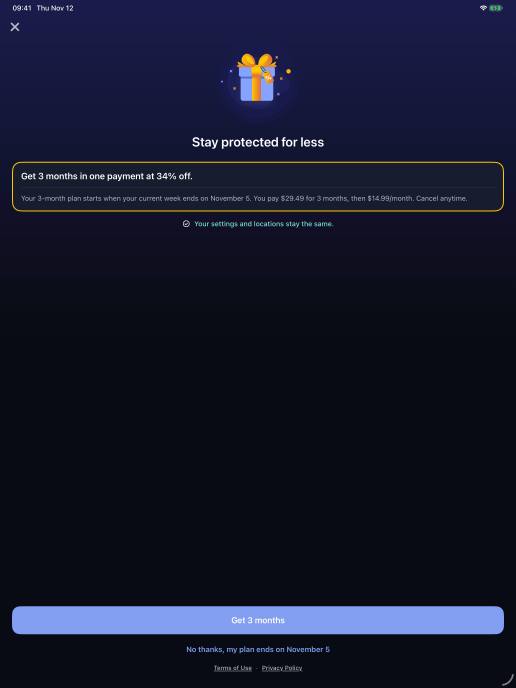 09:41 Thu Nov 12
Stay protected for less
Get 3 months in one payment at 34% off.
Your 3-month plan starts when your current week ends on November 5. You pay $29.49 for 3 months, then $14.99/month. Cancel anytime.
Your settings and locations stay the same.
Get 3 months
No thanks, my plan ends on November 5
Terms of Use · Privacy Policy